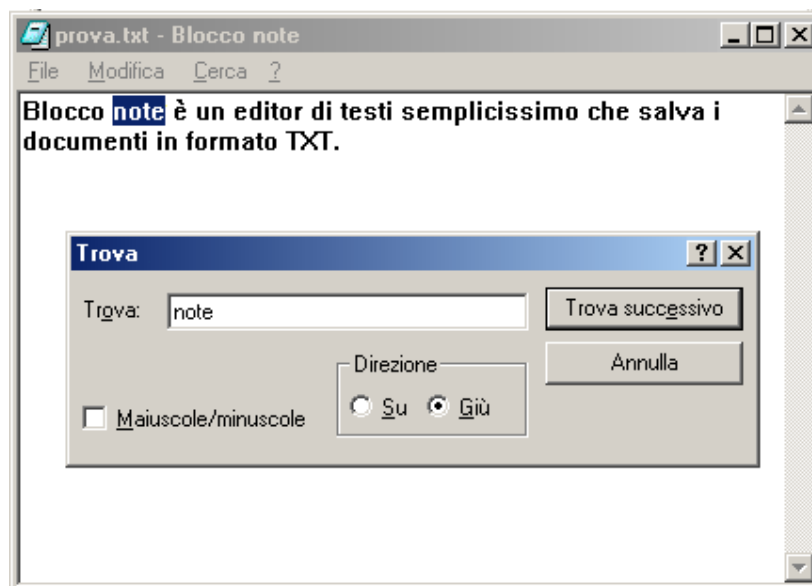 prova.txt - Blocco note
File Modifica Cerca ?
Blocco note è un editor di testi semplicissimo che salva i
documenti in formato TXT.
Trova
Trova: note
Trova successivo
Direzione
Annulla
Maiuscole/minuscole
Su Giù